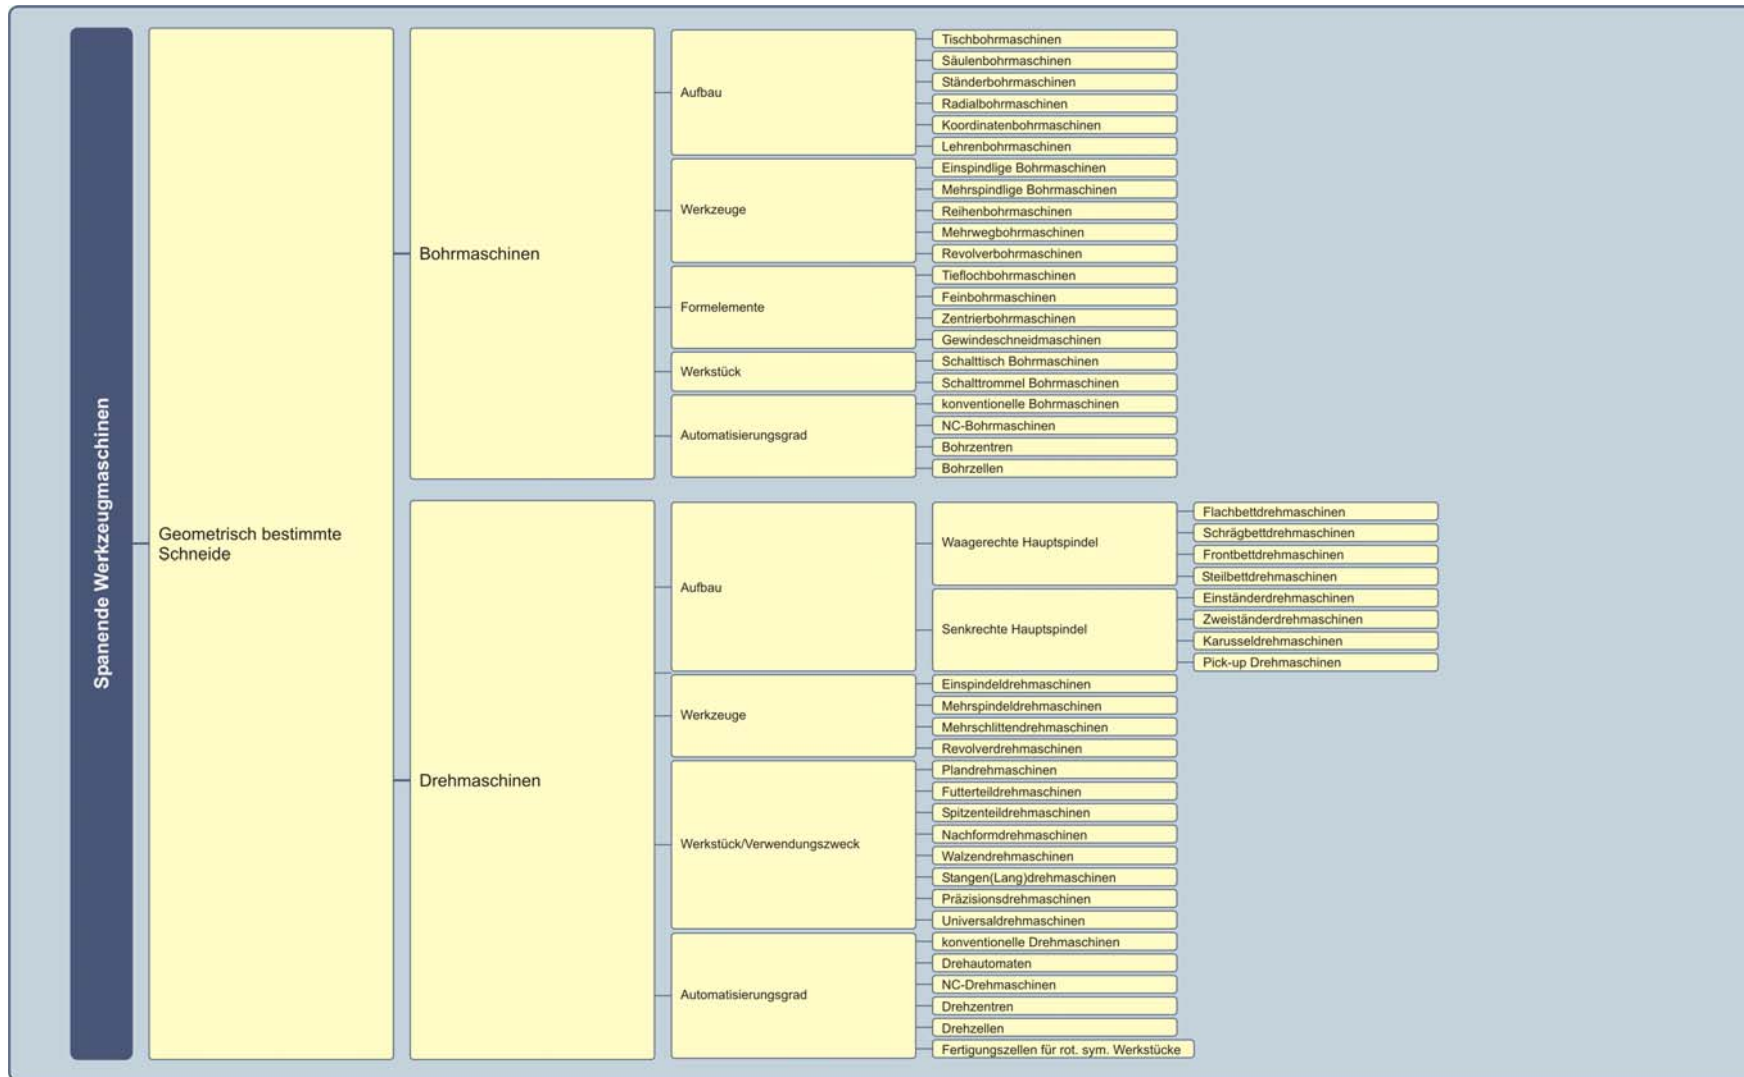 Spanende Werkzeugmaschinen
Geometrisch bestimmte
Schneide
Bohrmaschinen
Aufbau
Tischbohrmaschinen
Säulenbohrmaschinen
Ständerbohrmaschinen
Radialbohrmaschinen
Koordinatenbohrmaschinen
Lehrenbohrmaschinen
Werkzeuge
Einspindlige Bohrmaschinen
Mehrspindlige Bohrmaschinen
Reihenbohrmaschinen
Mehrwegbohrmaschinen
Revolverbohrmaschinen
Formelemente
Tieflochbohrmaschinen
Feinbohrmaschinen
Zentrierbohrmaschinen
Gewindeschneidmaschinen
Werkstück
Schalttisch Bohrmaschinen
Schalttrommel Bohrmaschinen
Automatisierungsgrad
konventionelle Bohrmaschinen
NC-Bohrmaschinen
Bohrzentren
Bohrzellen
Drehmaschinen
Aufbau
Waagerechte Hauptspindel
Flachbettdrehmaschinen
Schrägbettdrehmaschinen
Frontbettdrehmaschinen
Steilbettdrehmaschinen
Senkrechte Hauptspindel
Einständerdrehmaschinen
Zweiständerdrehmaschinen
Karusseldrehmaschinen
Pick-up Drehmaschinen
Werkzeuge
Einspindeldrehmaschinen
Mehrspindeldrehmaschinen
Mehrschlittendrehmaschinen
Revolverdrehmaschinen
Werkstück/Verwendungszweck
Plandrehmaschinen
Futterteildrehmaschinen
Spitzenteildrehmaschinen
Nachformdrehmaschinen
Walzendrehmaschinen
Stangen(Lang)drehmaschinen
Präzisionsdrehmaschinen
Universaldrehmaschinen
Automatisierungsgrad
konventionelle Drehmaschinen
Drehautomaten
NC-Drehmaschinen
Drehzentren
Drehzellen
Fertigungszellen für rot. sym. Werkstücke